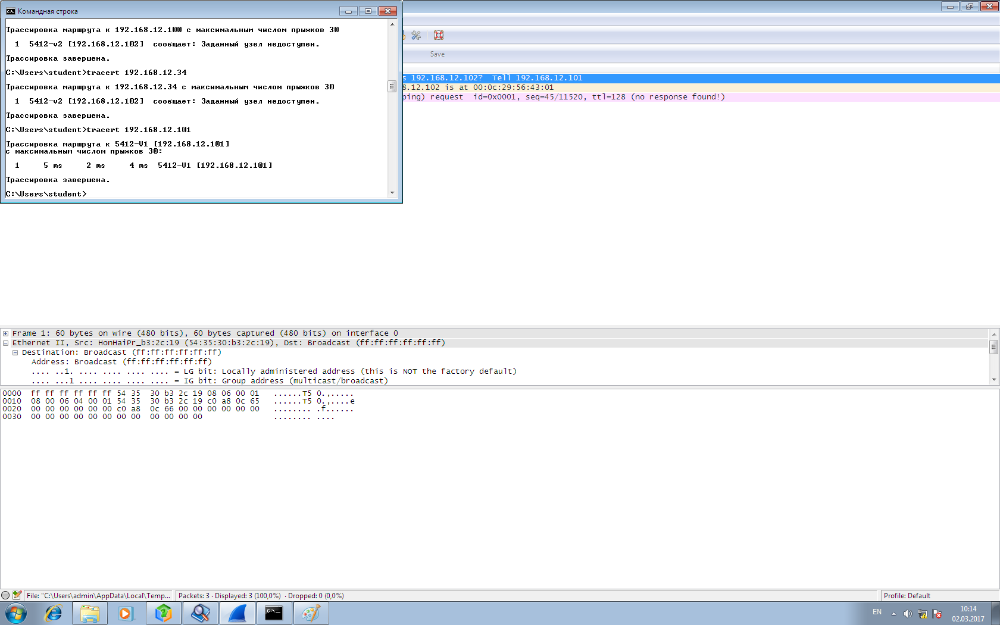 Командная строка
Трассировка маршрута к 192.168.12.100 с максимальным числом прыжков 30
1 5412-v2 [192.168.12.102] сообщает: Заданный узел недоступен.
Трассировка завершена.
C:\Users\student>tracert 192.168.12.34
Трассировка маршрута к 192.168.12.34 с максимальным числом прыжков 30
1 5412-v2 [192.168.12.102] сообщает: Заданный узел недоступен.
Трассировка завершена.
C:\Users\student>tracert 192.168.12.101
Трассировка маршрута к 5412-V1 [192.168.12.101]
с максимальным числом прыжков 30:
1 5 ms 2 ms 4 ms 5412-V1 [192.168.12.101]
Трассировка завершена.
C:\Users\student>
Save
s 192.168.12.102? Tell 192.168.12.101
8.12.102 is at 00:0c:29:56:43:01
ping) request id=0x0001, seq=45/11520, ttl=128 (no response found!)
Frame 1: 60 bytes on wire (480 bits), 60 bytes captured (480 bits) on interface 0
Ethernet II, Src: HonHaiPr_b3:2c:19 (54:35:30:b3:2c:19), Dst: Broadcast (ff:ff:ff:ff:ff:ff)
Destination: Broadcast (ff:ff:ff:ff:ff:ff)
Address: Broadcast (ff:ff:ff:ff:ff:ff)
.... ..1. .... .... .... .... = LG bit: Locally administered address (this is NOT the factory default)
.... ...1 .... .... .... .... = IG bit: Group address (multicast/broadcast)
0000 ff ff ff ff ff ff 54 35 30 b3 2c 19 08 06 00 01 ......T5 0.,.....
0010 08 00 06 04 00 01 54 35 30 b3 2c 19 c0 a8 0c 65 ......T5 0.,....e
0020 00 00 00 00 00 00 c0 a8 0c 66 00 00 00 00 00 00 ........ .f......
0030 00 00 00 00 00 00 00 00 00 00 00 00 ........ ....
File: "C:\Users\admin\AppData\Local\Temp... Packets: 3 · Displayed: 3 (100,0%) · Dropped: 0 (0,0%) Profile: Default
C:\_
EN
10:14
02.03.2017